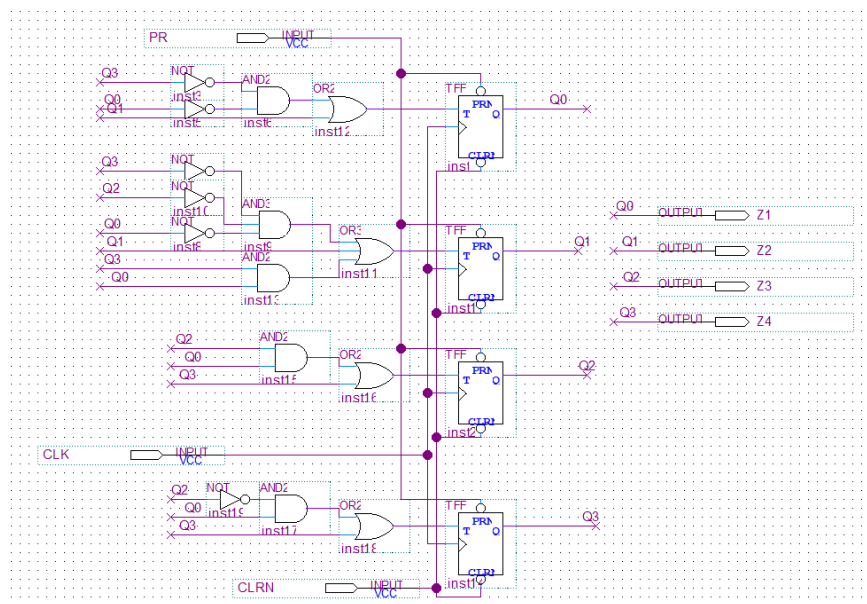 PR
INPUT
VCC
Q3
NOT
inst3
Q0
inst5
Q1
AND2
inst6
OR2
inst12
TFF
PRN
T Q
CLRN
inst
Q0
Q3
NOT
Q2
NOT
inst10
Q0
NOT
inst8
Q1
Q3
Q0
AND3
inst9
AND2
inst13
OR3
inst11
TFF
PRN
T Q
CLRN
inst1
Q1
Q0
OUTPUT
Z1
Q1
OUTPUT
Z2
Q2
OUTPUT
Z3
Q3
OUTPUT
Z4
Q2
Q0
Q3
AND2
inst15
OR2
inst16
PRN
T Q
CLRN
inst2
Q2
CLK
INPUT
VCC
Q2
NOT
inst19
Q0
Q3
AND2
inst17
OR2
inst18
TFF
PRN
T Q
CLRN
Q3
CLRN
INPUT
VCC